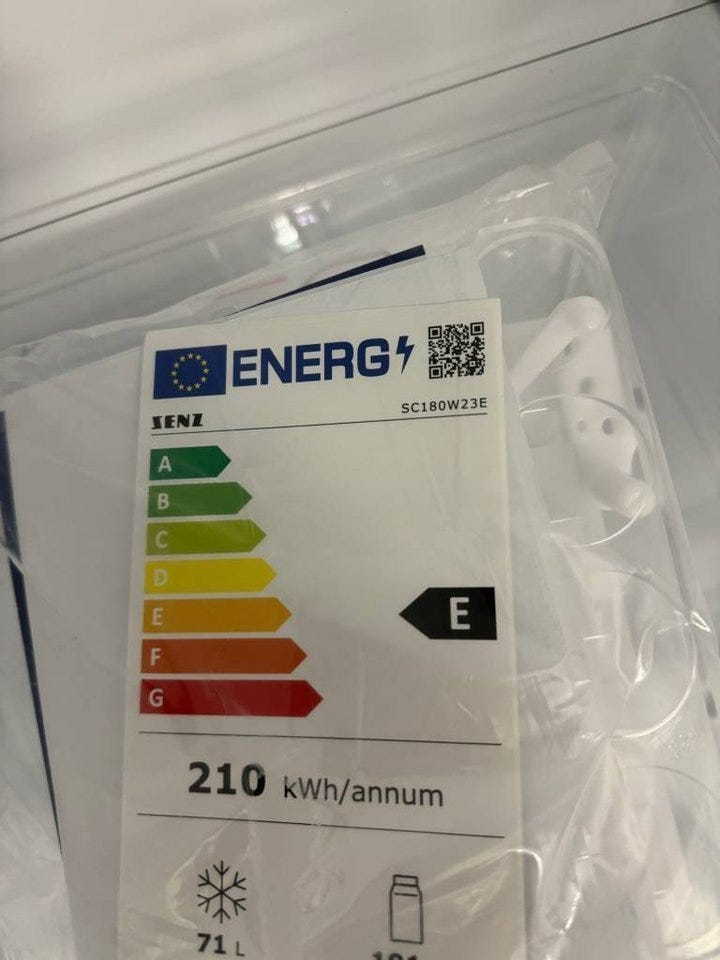 ENERG
SENZ
SC180W23E
A
B
C
D
E
E
F
G
210 kWh/annum
71 L